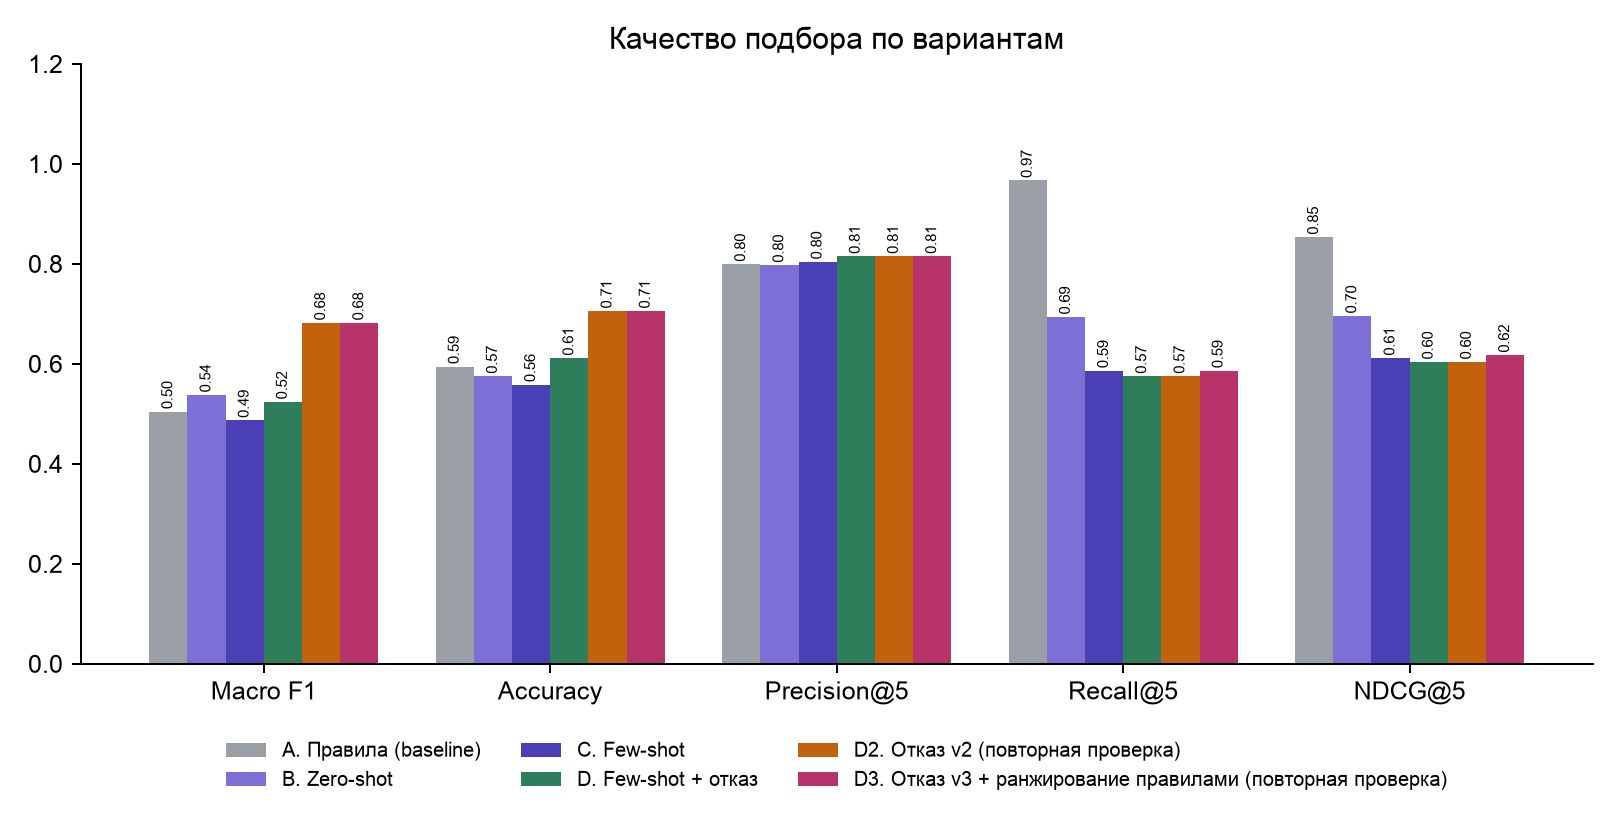 Качество подбора по вариантам
1.2
1.0
0.8
0.6
0.4
0.2
0.0
0.50 0.54 0.49 0.52 0.68 0.68
0.59 0.57 0.56 0.61 0.71 0.71
0.80 0.80 0.80 0.81 0.81 0.81
0.97 0.69 0.59 0.57 0.57 0.59
0.85 0.70 0.61 0.60 0.60 0.62
Macro F1 Accuracy Precision@5 Recall@5 NDCG@5
A. Правила (baseline) C. Few-shot D2. Отказ v2 (повторная проверка)
B. Zero-shot D. Few-shot + отказ D3. Отказ v3 + ранжирование правилами (повторная проверка)